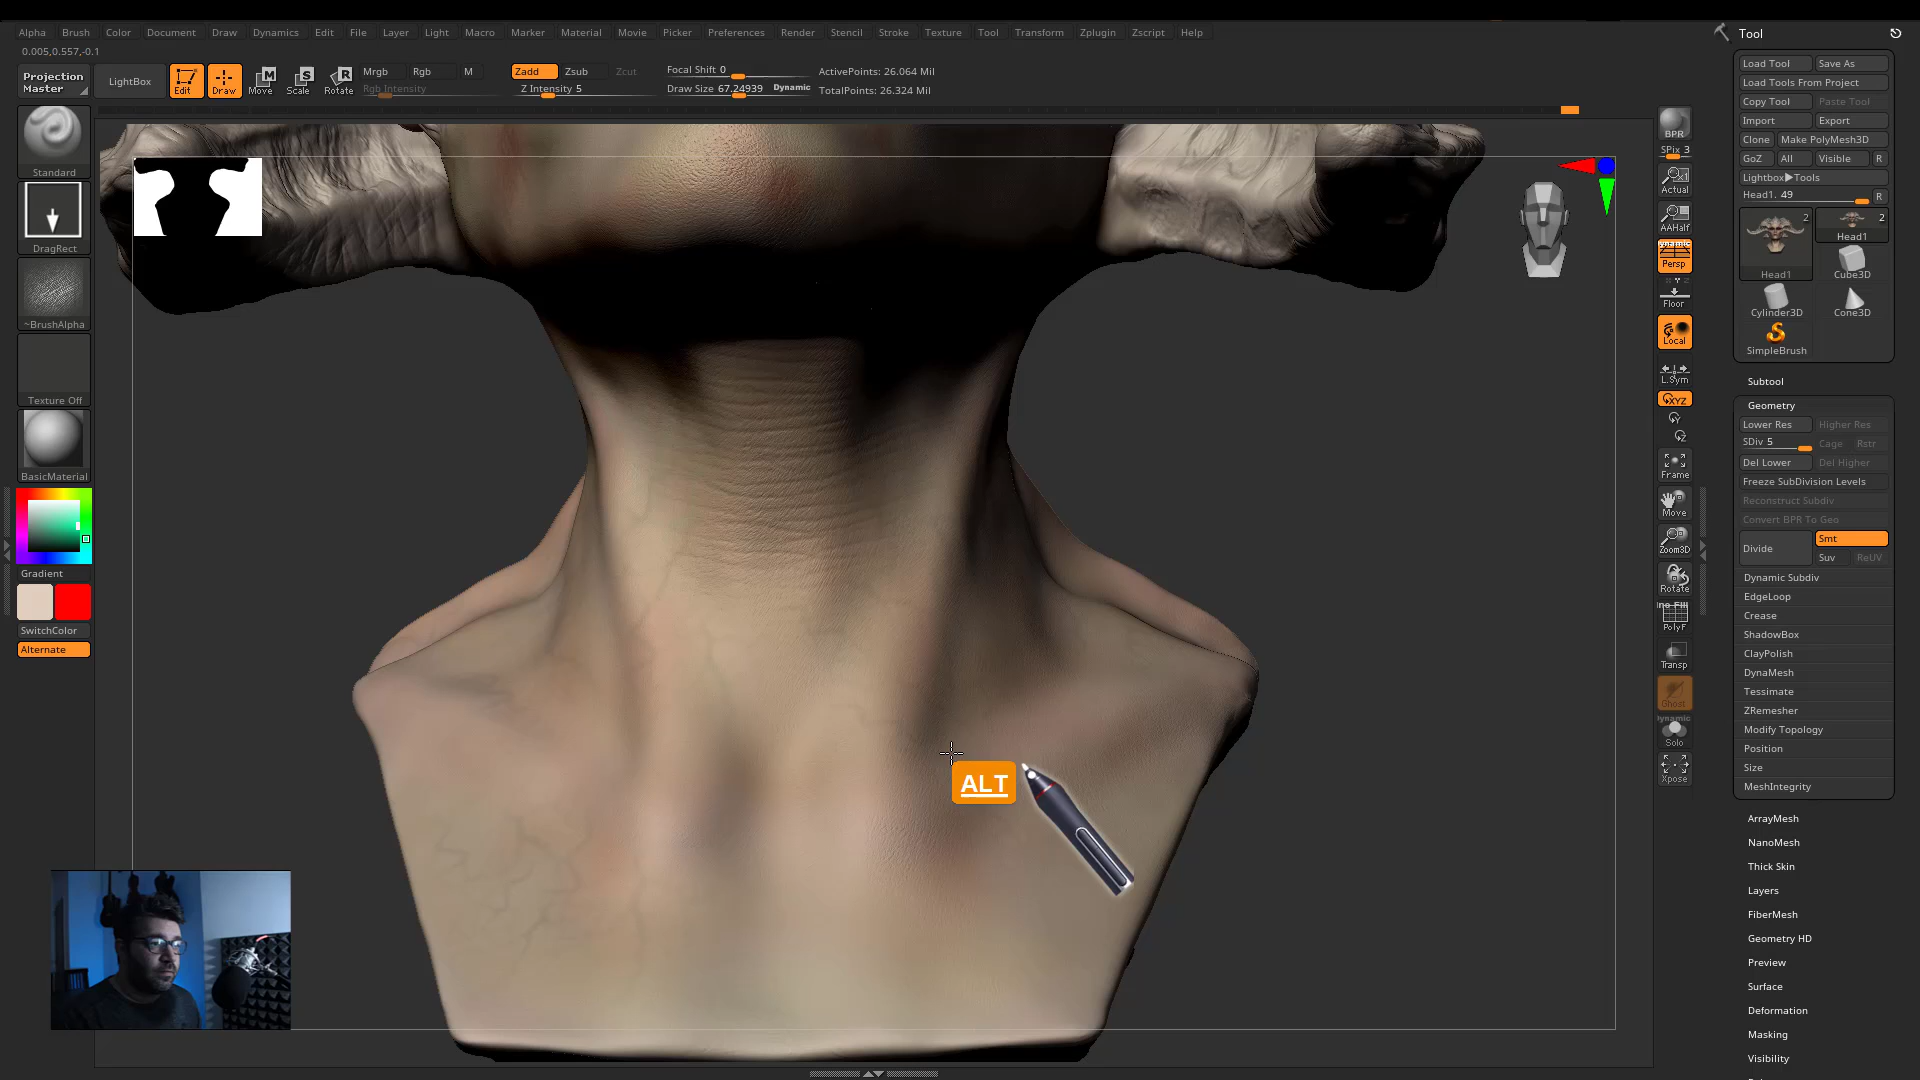 Alpha Brush Color Document Draw Dynamics Edit File Layer Light Macro Marker Material Movie Picker Preferences Render Stencil Stroke Texture Tool Transform Zplugin Zscript Help
0.005,0.557,-0.1
Projection
Master
LightBox
Edit
Draw
Move
Scale
Rotate
Mrgb Rgb M
Rgb Intensity
Zadd Zsub Zcut
Z Intensity 5
Focal Shift 0
Draw Size 67.24939 Dynamic
ActivePoints: 26.064 Mil
TotalPoints: 26.324 Mil
Standard
DragRect
~BrushAlpha
Texture Off
BasicMaterial
Gradient
SwitchColor
Alternate
ALT
BPR
SPix 3
Actual
AAHalf
Persp
Floor
Local
L.Sym
XYZ
Frame
Move
Zoom3D
Rotate
PolyF
Transp
Ghost
Dynamic
Solo
Xpose
Tool
Load Tool Save As
Load Tools From Project
Copy Tool Paste Tool
Import Export
Clone Make PolyMesh3D
GoZ All Visible R
Lightbox▶Tools
Head1. 49 R
2
2
Head1
Head1
Cube3D
Cylinder3D
Cone3D
SimpleBrush
Subtool
Geometry
Lower Res Higher Res
SDiv 5 Cage Rstr
Del Lower Del Higher
Freeze SubDivision Levels
Reconstruct Subdiv
Convert BPR To Geo
Divide
Smt
Suv ReUV
Dynamic Subdiv
EdgeLoop
Crease
ShadowBox
ClayPolish
DynaMesh
Tessimate
ZRemesher
Modify Topology
Position
Size
MeshIntegrity
ArrayMesh
NanoMesh
Thick Skin
Layers
FiberMesh
Geometry HD
Preview
Surface
Deformation
Masking
Visibility